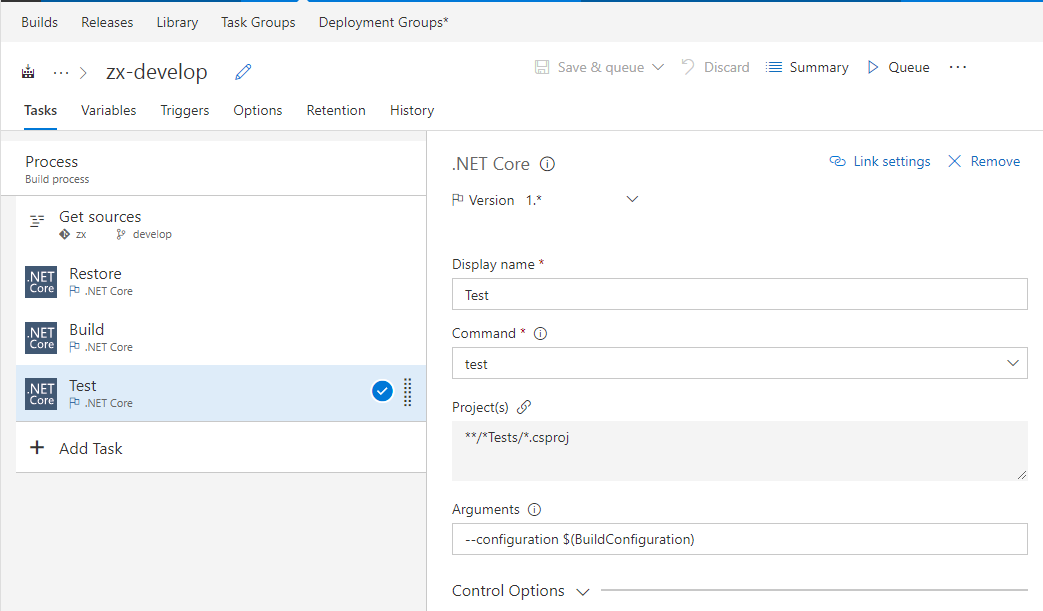 Builds Releases Library Task Groups Deployment Groups*
··· > zx-develop Save & queue Discard Summary Queue ···
Tasks Variables Triggers Options Retention History
Process
Build process
Get sources
zx develop
.NET Core Restore
.NET Core
.NET Core Build
.NET Core
.NET Core Test
.NET Core
+ Add Task
.NET Core Link settings Remove
Version 1.*
Display name *
Test
Command *
test
Project(s)
**/*Tests/*.csproj
Arguments
--configuration $(BuildConfiguration)
Control Options